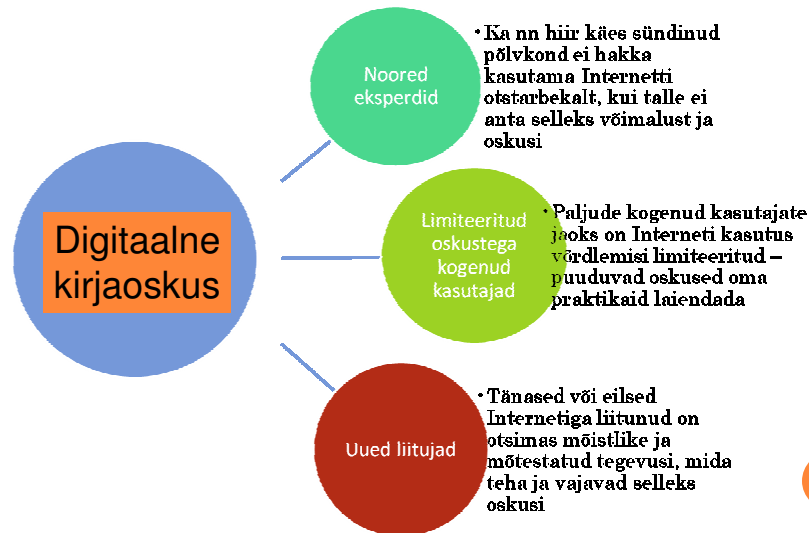 Digitaalne
kirjaoskus
Noored
eksperdid
• Ka nn hiir käes sündinud
põlvkond ei hakka
kasutama Internetti
otstarbekalt, kui talle ei
anta selleks võimalust ja
oskusi
Limiteeritud
oskustega
kogenud
kasutajad
• Paljude kogenud kasutajate
jaoks on Interneti kasutus
võrdlemisi limiteeritud –
puuduvad oskused oma
praktikaid laiendada
Uued liitujad
• Tänased või eilsed
Internetiga liitunud on
otsimas mõistlike ja
mõtestatud tegevusi, mida
teha ja vajavad selleks
oskusi